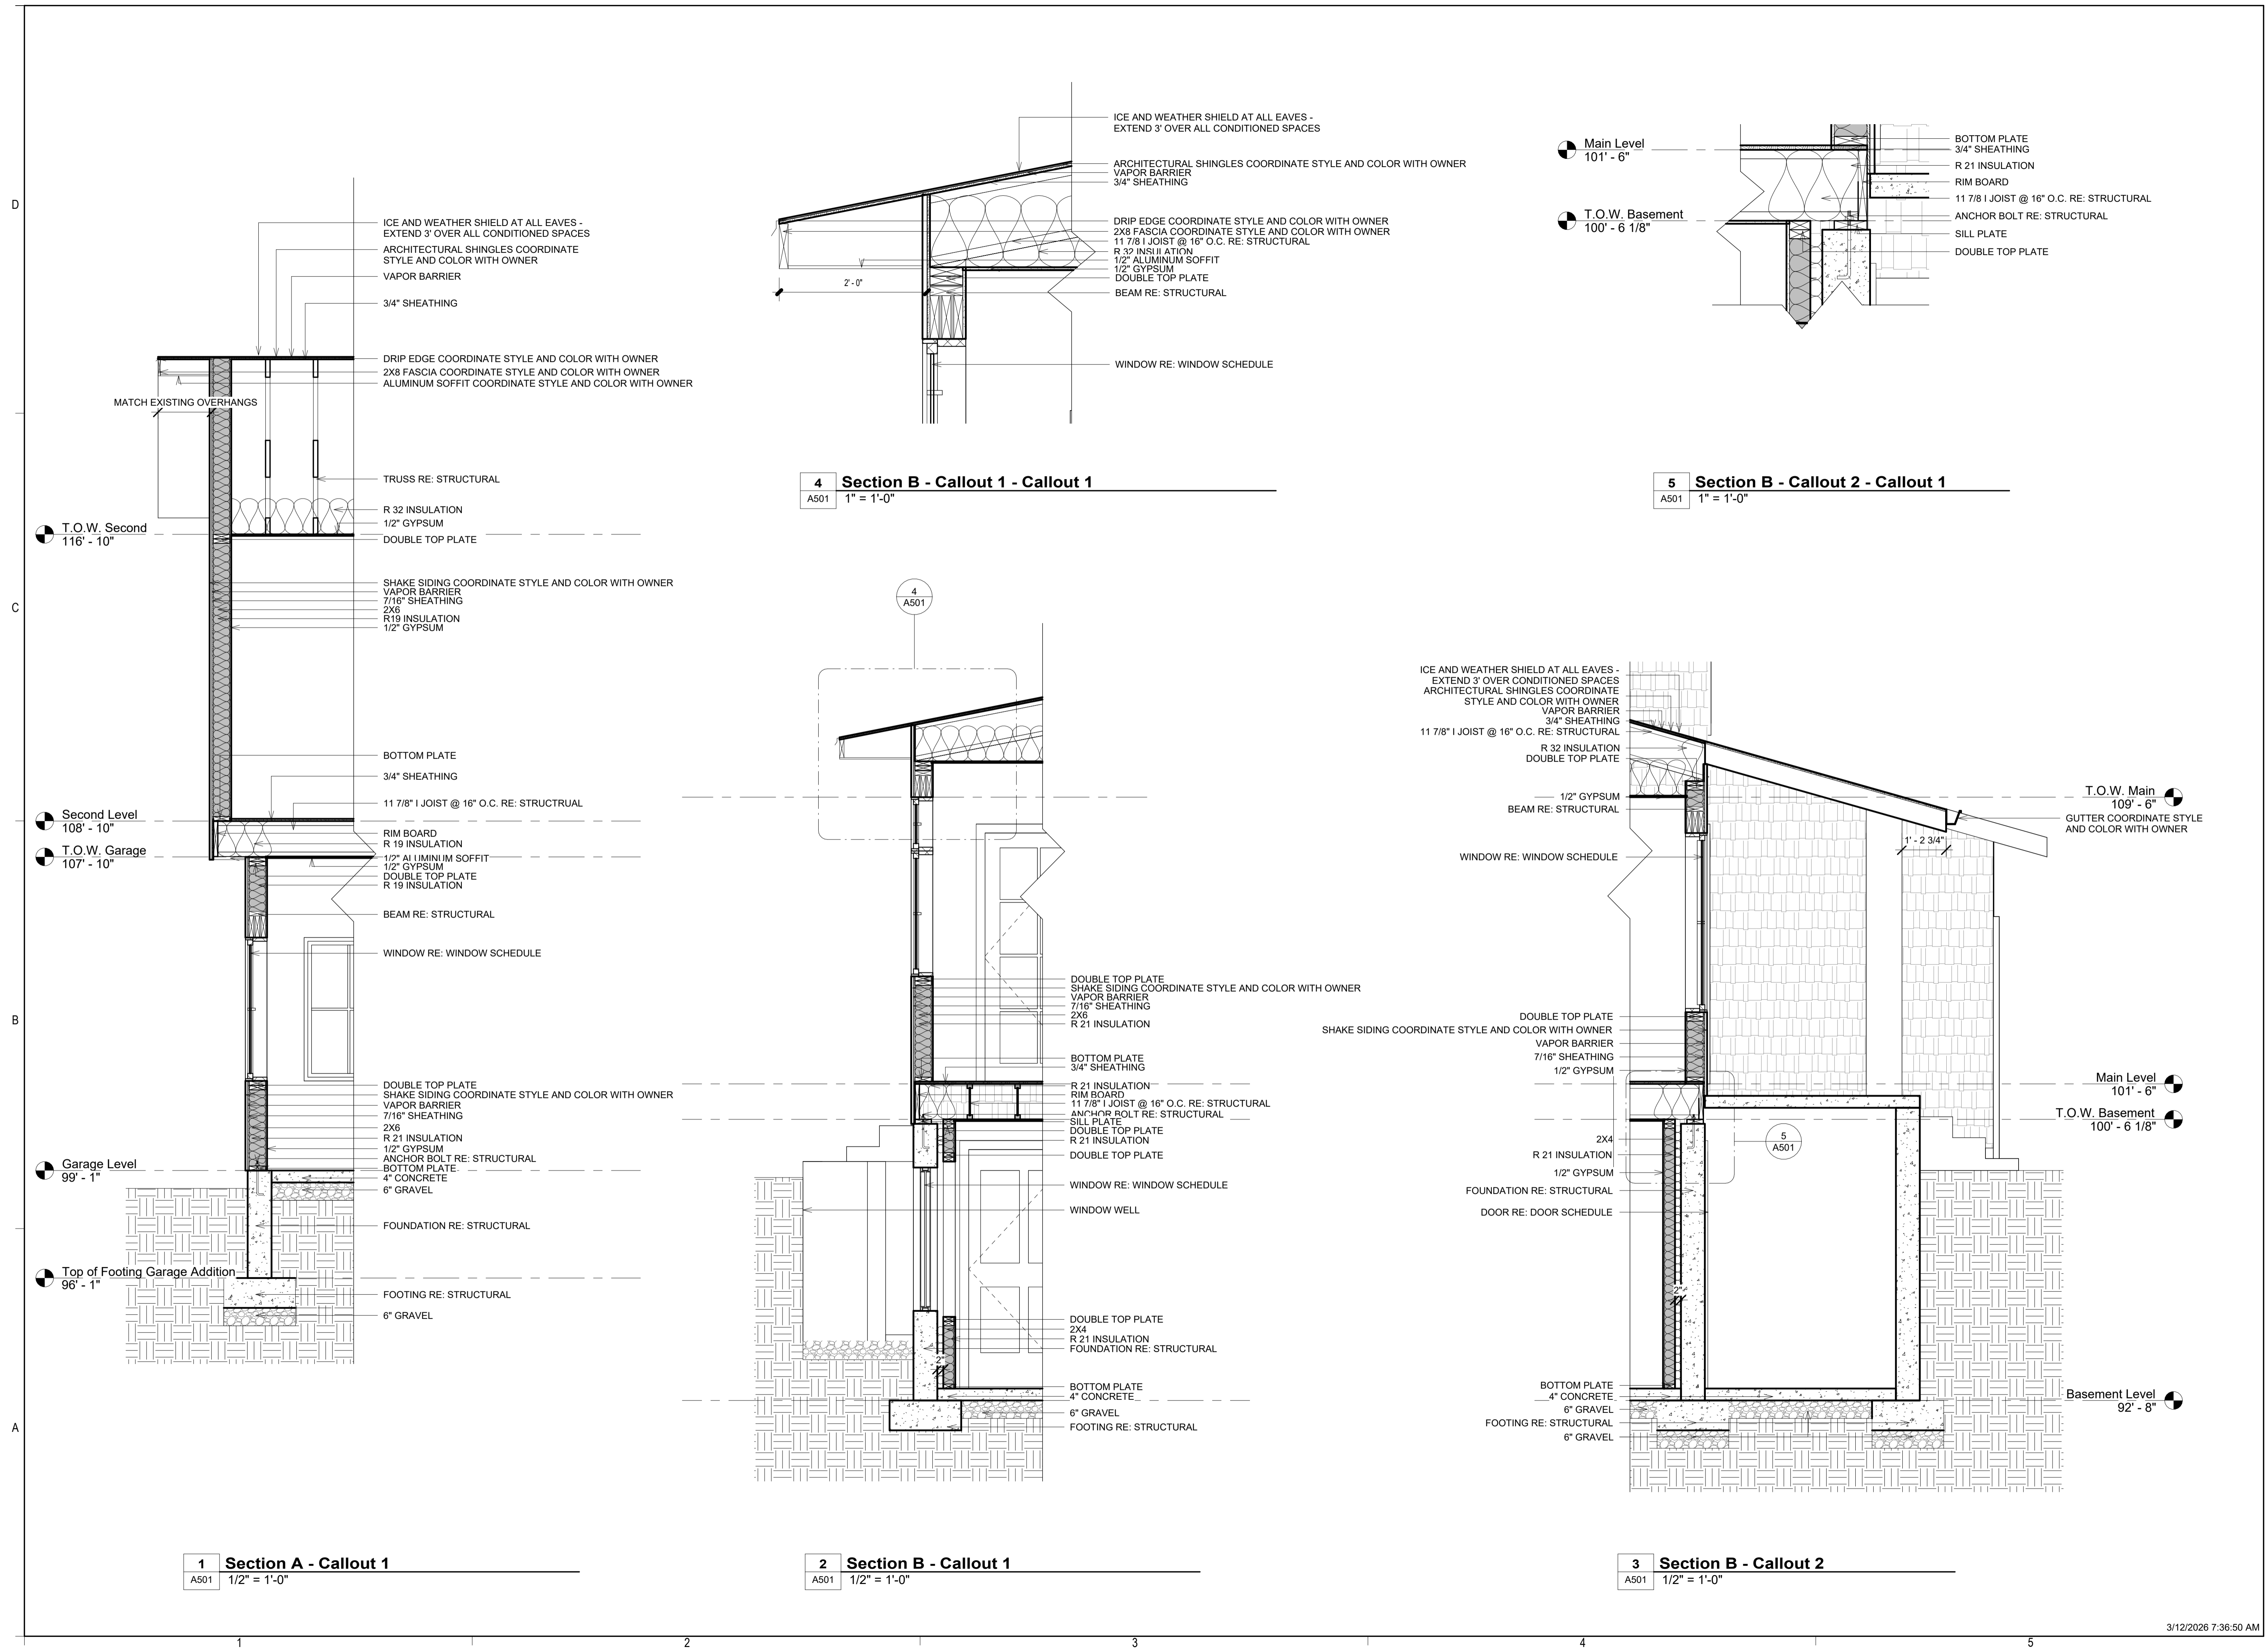 ICE AND WEATHER SHIELD AT ALL EAVES -
EXTEND 3' OVER ALL CONDITIONED SPACES
ARCHITECTURAL SHINGLES COORDINATE
STYLE AND COLOR WITH OWNER
VAPOR BARRIER
3/4" SHEATHING
DRIP EDGE COORDINATE STYLE AND COLOR WITH OWNER
2X8 FASCIA COORDINATE STYLE AND COLOR WITH OWNER
ALUMINUM SOFFIT COORDINATE STYLE AND COLOR WITH OWNER
MATCH EXISTING OVERHANGS
TRUSS RE: STRUCTURAL
R 32 INSULATION
1/2" GYPSUM
T.O.W. Second
116' - 10"
DOUBLE TOP PLATE
SHAKE SIDING COORDINATE STYLE AND COLOR WITH OWNER
VAPOR BARRIER
7/16" SHEATHING
2X6
R19 INSULATION
1/2" GYPSUM
BOTTOM PLATE
3/4" SHEATHING
11 7/8" I JOIST @ 16" O.C. RE: STRUCTRUAL
Second Level
108' - 10"
RIM BOARD
R 19 INSULATION
T.O.W. Garage
107' - 10"
1/2" ALUMINUM SOFFIT
1/2" GYPSUM
DOUBLE TOP PLATE
R 19 INSULATION
BEAM RE: STRUCTURAL
WINDOW RE: WINDOW SCHEDULE
DOUBLE TOP PLATE
SHAKE SIDING COORDINATE STYLE AND COLOR WITH OWNER
VAPOR BARRIER
7/16" SHEATHING
2X6
R 21 INSULATION
1/2" GYPSUM
ANCHOR BOLT RE: STRUCTURAL
BOTTOM PLATE
Garage Level
99' - 1"
4" CONCRETE
6" GRAVEL
FOUNDATION RE: STRUCTURAL
Top of Footing Garage Addition
96' - 1"
FOOTING RE: STRUCTURAL
6" GRAVEL
1
A501
Section A - Callout 1
1/2" = 1'-0"
ICE AND WEATHER SHIELD AT ALL EAVES -
EXTEND 3' OVER ALL CONDITIONED SPACES
ARCHITECTURAL SHINGLES COORDINATE STYLE AND COLOR WITH OWNER
VAPOR BARRIER
3/4" SHEATHING
DRIP EDGE COORDINATE STYLE AND COLOR WITH OWNER
2X8 FASCIA COORDINATE STYLE AND COLOR WITH OWNER
11 7/8 I JOIST @ 16" O.C. RE: STRUCTURAL
R 32 INSULATION
1/2" ALUMINUM SOFFIT
1/2" GYPSUM
DOUBLE TOP PLATE
BEAM RE: STRUCTURAL
2' - 0"
WINDOW RE: WINDOW SCHEDULE
4
A501
Section B - Callout 1 - Callout 1
1" = 1'-0"
Main Level
101' - 6"
T.O.W. Basement
100' - 6 1/8"
BOTTOM PLATE
3/4" SHEATHING
R 21 INSULATION
RIM BOARD
11 7/8" I JOIST @ 16" O.C. RE: STRUCTURAL
ANCHOR BOLT RE: STRUCTURAL
SILL PLATE
DOUBLE TOP PLATE
5
A501
Section B - Callout 2 - Callout 1
1" = 1'-0"
4
A501
DOUBLE TOP PLATE
SHAKE SIDING COORDINATE STYLE AND COLOR WITH OWNER
VAPOR BARRIER
7/16" SHEATHING
2X6
R 21 INSULATION
BOTTOM PLATE
3/4" SHEATHING
R 21 INSULATION
RIM BOARD
11 7/8" I JOIST @ 16" O.C. RE: STRUCTURAL
ANCHOR BOLT RE: STRUCTURAL
SILL PLATE
DOUBLE TOP PLATE
R 21 INSULATION
DOUBLE TOP PLATE
WINDOW RE: WINDOW SCHEDULE
WINDOW WELL
DOUBLE TOP PLATE
2X4
R 21 INSULATION
FOUNDATION RE: STRUCTURAL
2"
BOTTOM PLATE
4" CONCRETE
6" GRAVEL
FOOTING RE: STRUCTURAL
2
A501
Section B - Callout 1
1/2" = 1'-0"
ICE AND WEATHER SHIELD AT ALL EAVES -
EXTEND 3' OVER CONDITIONED SPACES
ARCHITECTURAL SHINGLES COORDINATE
STYLE AND COLOR WITH OWNER
VAPOR BARRIER
3/4" SHEATHING
11 7/8" I JOIST @ 16" O.C. RE: STRUCTURAL
R 32 INSULATION
DOUBLE TOP PLATE
1/2" GYPSUM
BEAM RE: STRUCTURAL
WINDOW RE: WINDOW SCHEDULE
DOUBLE TOP PLATE
SHAKE SIDING COORDINATE STYLE AND COLOR WITH OWNER
VAPOR BARRIER
7/16" SHEATHING
1/2" GYPSUM
2X4
R 21 INSULATION
1/2" GYPSUM
FOUNDATION RE: STRUCTURAL
DOOR RE: DOOR SCHEDULE
2"
BOTTOM PLATE
4" CONCRETE
6" GRAVEL
FOOTING RE: STRUCTURAL
6" GRAVEL
5
A501
T.O.W. Main
109' - 6"
GUTTER COORDINATE STYLE
AND COLOR WITH OWNER
1' - 2 3/4"
Main Level
101' - 6"
T.O.W. Basement
100' - 6 1/8"
Basement Level
92' - 8"
3
A501
Section B - Callout 2
1/2" = 1'-0"
D
C
B
A
1
2
3
4
5
3/12/2026 7:36:50 AM